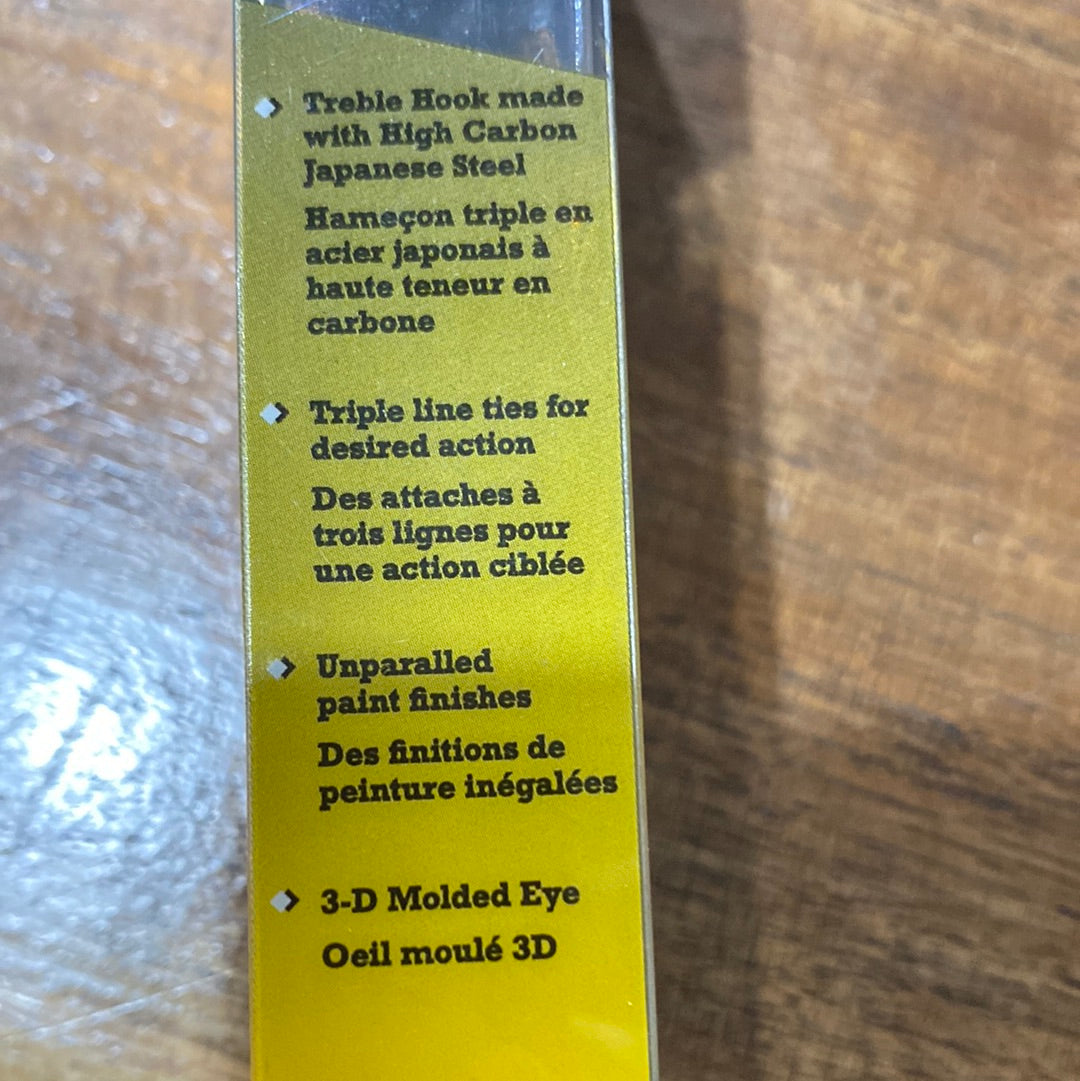 Treble Hook made
with High Carbon
Japanese Steel
Hameçon triple en
acier japonais à
haute teneur en
carbone
Triple line ties for
desired action
Des attaches à
trois lignes pour
une action ciblée
Unparalled
paint finishes
Des finitions de
peinture inégalées
3-D Molded Eye
Oeil moulé 3D